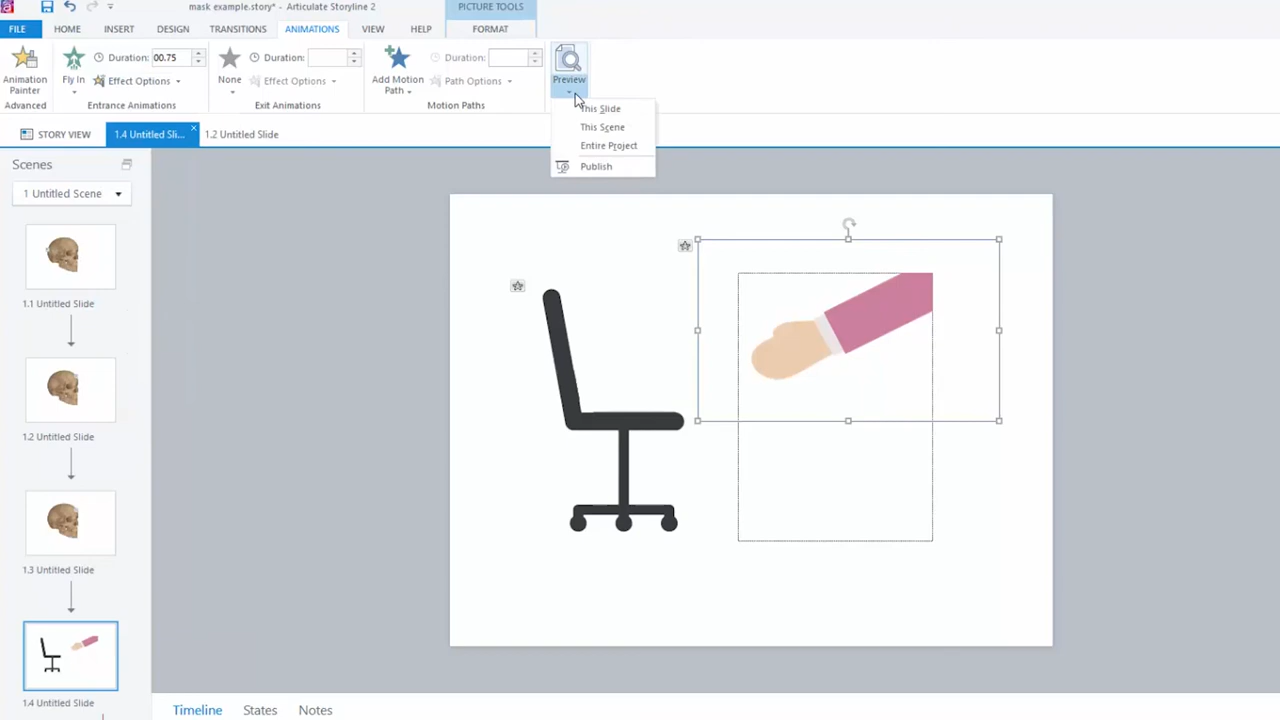 mask example.story* - Articulate Storyline 2
PICTURE TOOLS
FILE HOME INSERT DESIGN TRANSITIONS ANIMATIONS VIEW HELP FORMAT
Animation Painter
Advanced
Fly In
Duration: 00.75
Effect Options
Entrance Animations
None
Duration:
Effect Options
Exit Animations
Add Motion Path
Duration:
Path Options
Motion Paths
Preview
This Slide
This Scene
Entire Project
Publish
STORY VIEW
1.4 Untitled Sli...
1.2 Untitled Slide
Scenes
1 Untitled Scene
1.1 Untitled Slide
1.2 Untitled Slide
1.3 Untitled Slide
1.4 Untitled Slide
Timeline States Notes